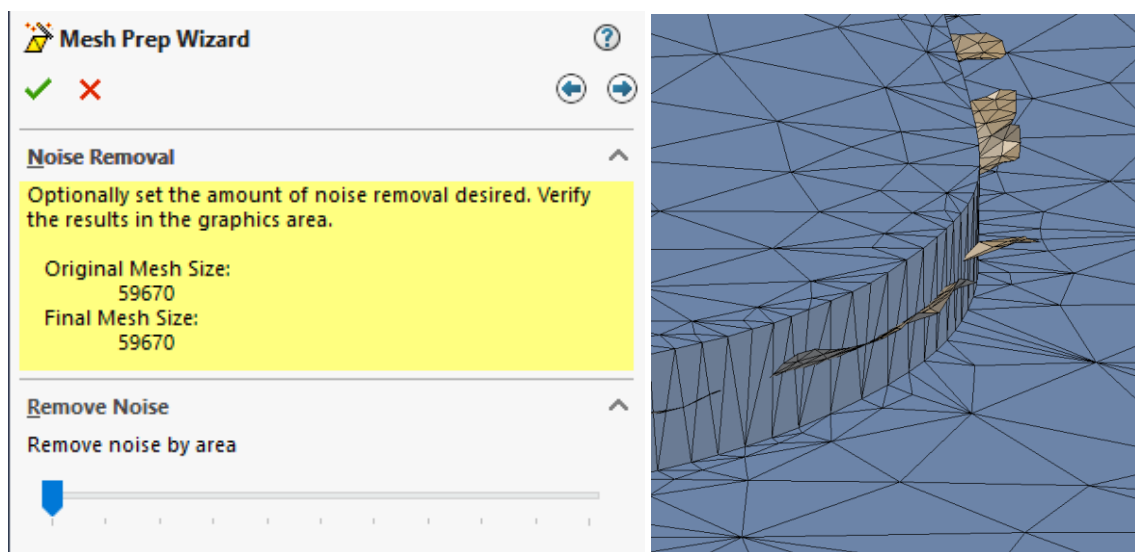 Mesh Prep Wizard
Noise Removal
Optionally set the amount of noise removal desired. Verify
the results in the graphics area.
Original Mesh Size:
59670
Final Mesh Size:
59670
Remove Noise
Remove noise by area